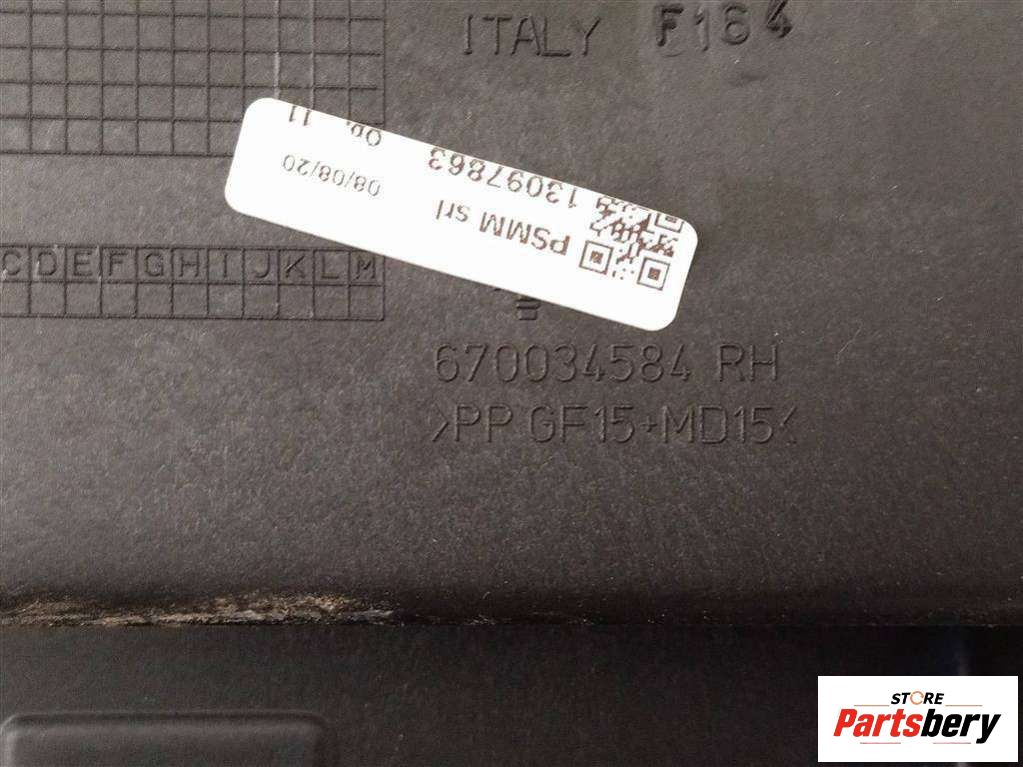 ITALY F164
Op. 11
08/08/20
13097863
PSMM srl
C D E F G H I J K L M
670034584 RH
>PP GF15+MD15<
STORE
Partsbery